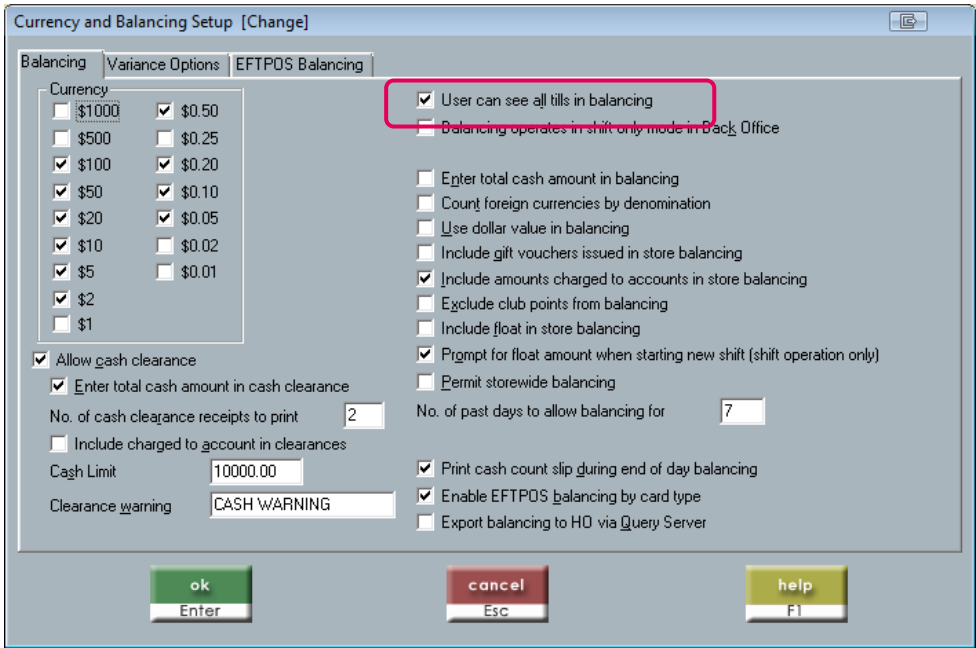 Currency and Balancing Setup [Change]
Balancing
Variance Options
EFTPOS Balancing
Currency
$1000
$0.50
$500
$0.25
$100
$0.20
$50
$0.10
$20
$0.05
$10
$0.02
$5
$0.01
$2
$1
Allow cash clearance
Enter total cash amount in cash clearance
No. of cash clearance receipts to print 2
Include charged to account in clearances
Cash Limit 10000.00
Clearance warning CASH WARNING
User can see all tills in balancing
Balancing operates in shift only mode in Back Office
Enter total cash amount in balancing
Count foreign currencies by denomination
Use dollar value in balancing
Include gift vouchers issued in store balancing
Include amounts charged to accounts in store balancing
Exclude club points from balancing
Include float in store balancing
Prompt for float amount when starting new shift (shift operation only)
Permit storewide balancing
No. of past days to allow balancing for 7
Print cash count slip during end of day balancing
Enable EFTPOS balancing by card type
Export balancing to HO via Query Server
ok
Enter
cancel
Esc
help
F1